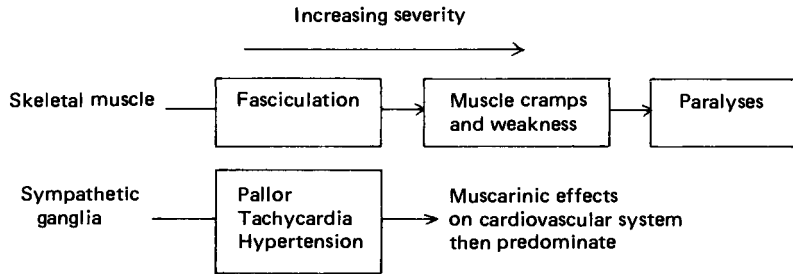 Increasing severity
Skeletal muscle
Fasciculation
Muscle cramps
and weakness
Paralyses
Sympathetic
ganglia
Pallor
Tachycardia
Hypertension
Muscarinic effects
on cardiovascular system
then predominate